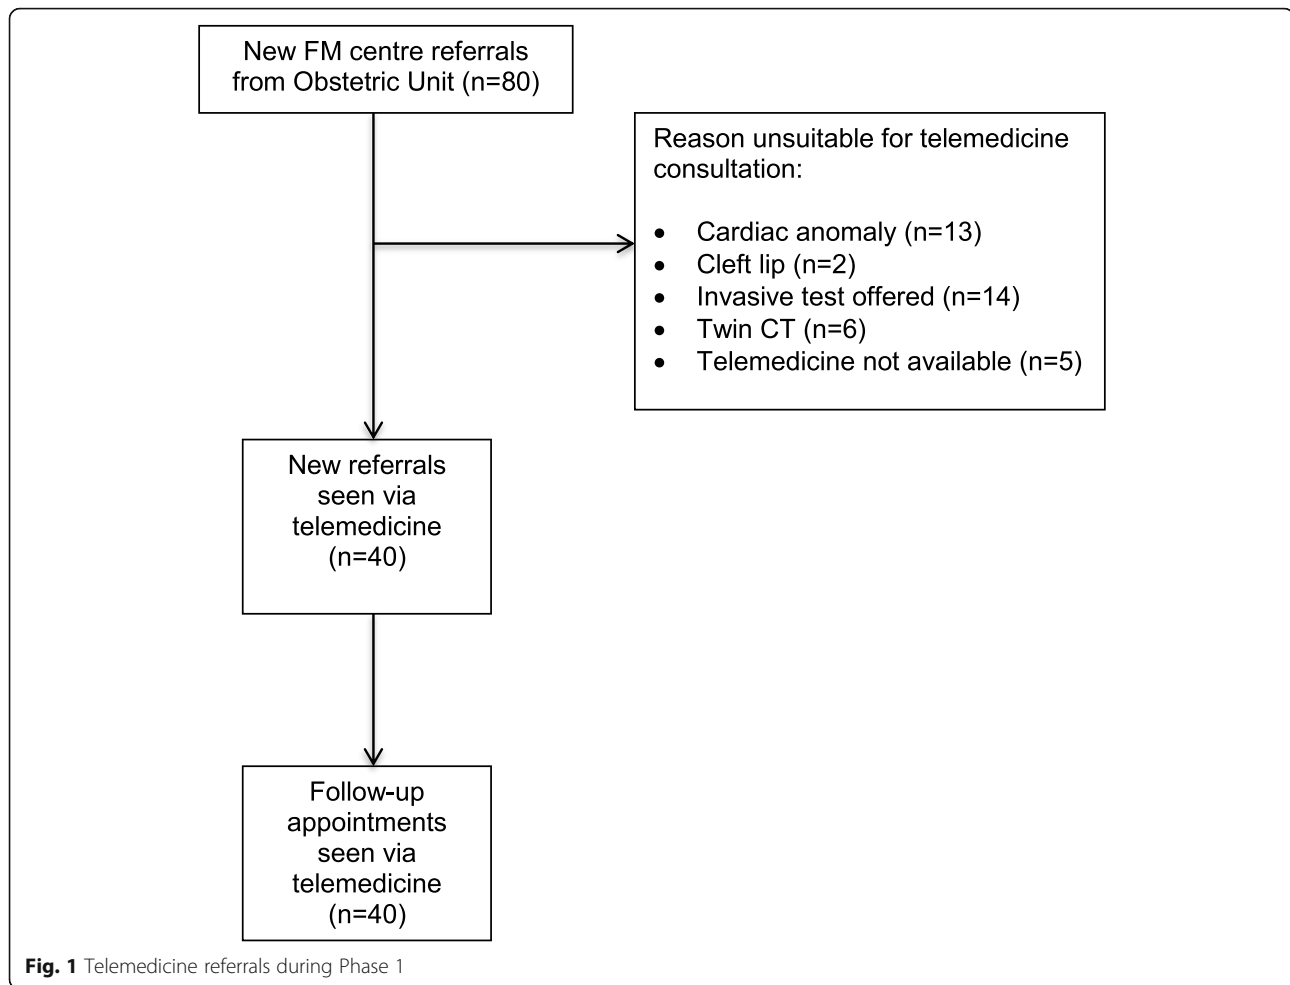 New FM centre referrals
from Obstetric Unit (n=80)
Reason unsuitable for telemedicine
consultation:
• Cardiac anomaly (n=13)
• Cleft lip (n=2)
• Invasive test offered (n=14)
• Twin CT (n=6)
• Telemedicine not available (n=5)
New referrals
seen via
telemedicine
(n=40)
Follow-up
appointments
seen via
telemedicine
(n=40)
Fig. 1 Telemedicine referrals during Phase 1